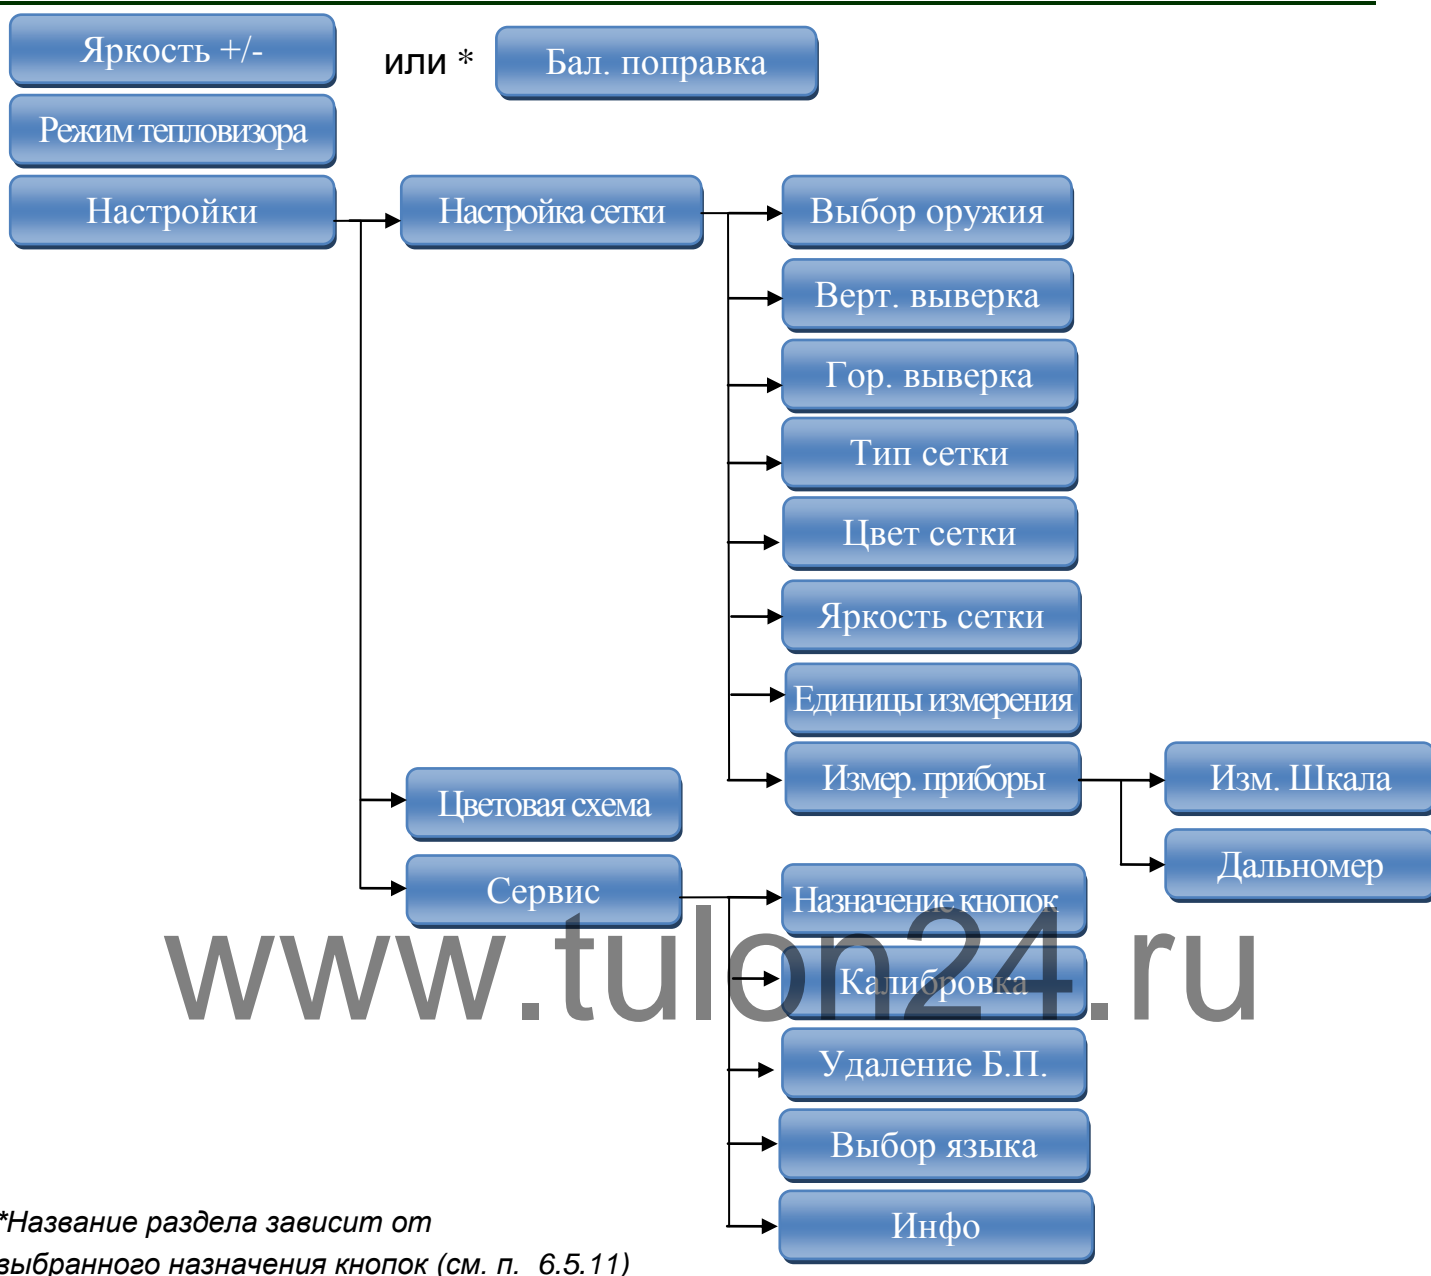 Яркость +/-
или *
Бал. поправка
Режим тепловизора
Настройки
Настройка сетки
Выбор оружия
Верт. выверка
Гор. выверка
Тип сетки
Цвет сетки
Яркость сетки
Единицы измерения
Измер. приборы
Изм. Шкала
Дальномер
Цветовая схема
Сервис
Назначение кнопок
Калибровка
Удаление Б.П.
Выбор языка
Инфо
www.tulon24.ru
*Название раздела зависит от
выбранного назначения кнопок (см. п. 6.5.11)